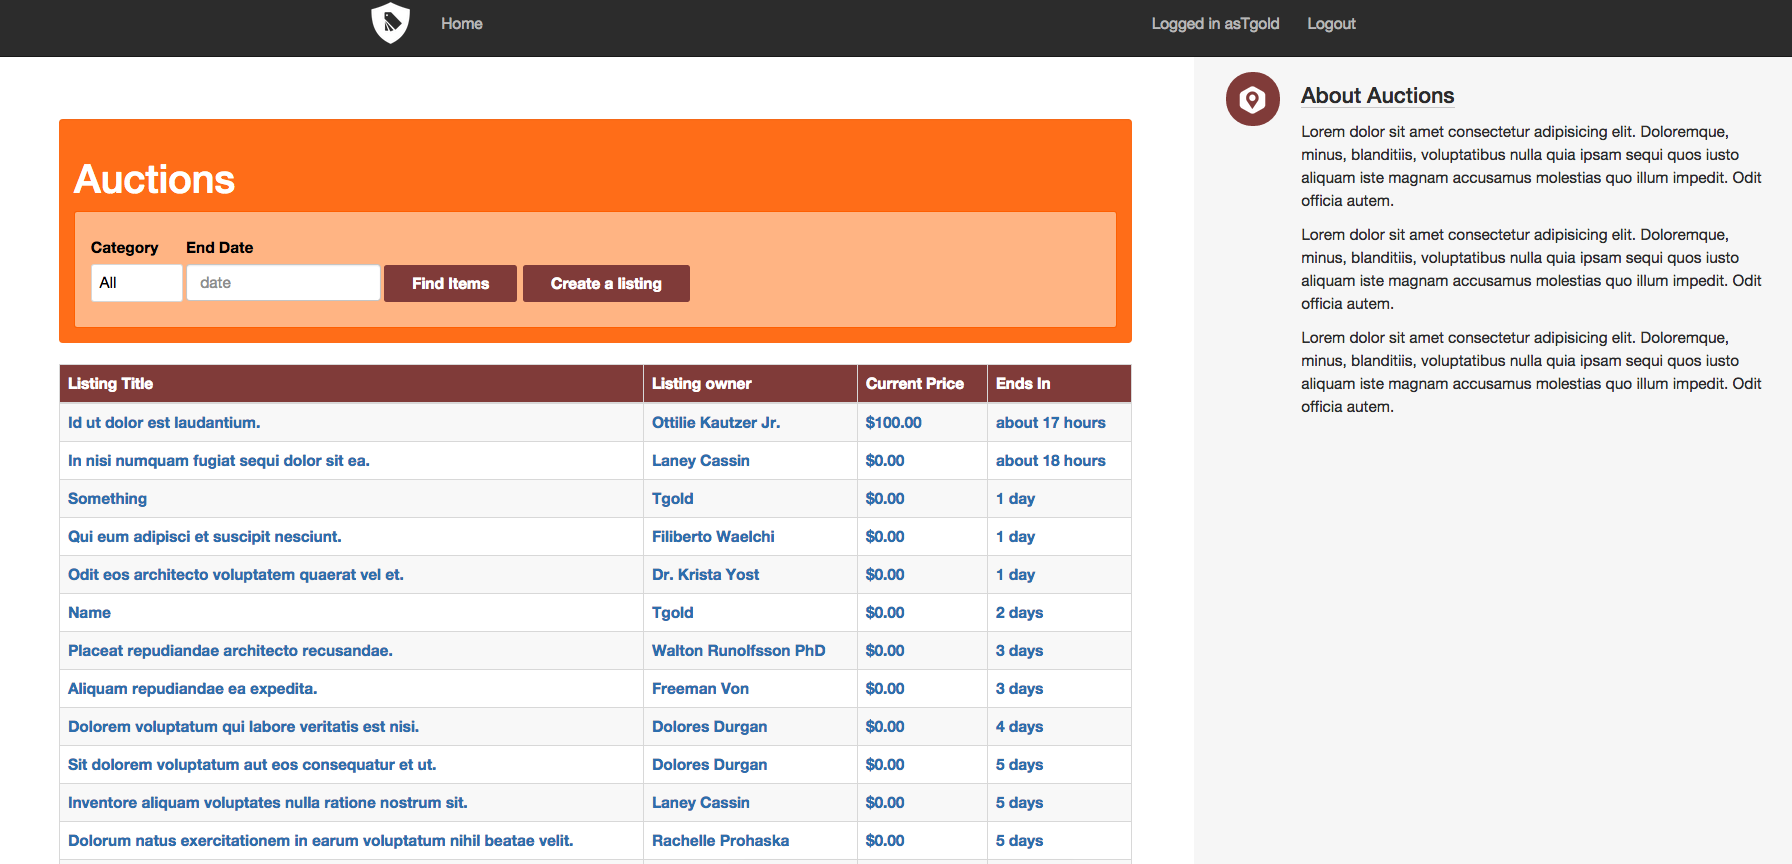 Home Logged in asTgold Logout
Auctions
Category End Date
All date Find Items Create a listing
Listing Title Listing owner Current Price Ends In
Id ut dolor est laudantium. Ottilie Kautzer Jr. $100.00 about 17 hours
In nisi numquam fugiat sequi dolor sit ea. Laney Cassin $0.00 about 18 hours
Something Tgold $0.00 1 day
Qui eum adipisci et suscipit nesciunt. Filiberto Waelchi $0.00 1 day
Odit eos architecto voluptatem quaerat vel et. Dr. Krista Yost $0.00 1 day
Name Tgold $0.00 2 days
Placeat repudiandae architecto recusandae. Walton Runolfsson PhD $0.00 3 days
Aliquam repudiandae ea expedita. Freeman Von $0.00 3 days
Dolorem voluptatum qui labore veritatis est nisi. Dolores Durgan $0.00 4 days
Sit dolorem voluptatum aut eos consequatur et ut. Dolores Durgan $0.00 5 days
Inventore aliquam voluptates nulla ratione nostrum sit. Laney Cassin $0.00 5 days
Dolorum natus exercitationem in earum voluptatum nihil beatae velit. Rachelle Prohaska $0.00 5 days
About Auctions
Lorem dolor sit amet consectetur adipisicing elit. Doloremque,
minus, blanditiis, voluptatibus nulla quia ipsam sequi quos iusto
aliquam iste magnam accusamus molestias quo illum impedit. Odit
officia autem.
Lorem dolor sit amet consectetur adipisicing elit. Doloremque,
minus, blanditiis, voluptatibus nulla quia ipsam sequi quos iusto
aliquam iste magnam accusamus molestias quo illum impedit. Odit
officia autem.
Lorem dolor sit amet consectetur adipisicing elit. Doloremque,
minus, blanditiis, voluptatibus nulla quia ipsam sequi quos iusto
aliquam iste magnam accusamus molestias quo illum impedit. Odit
officia autem.